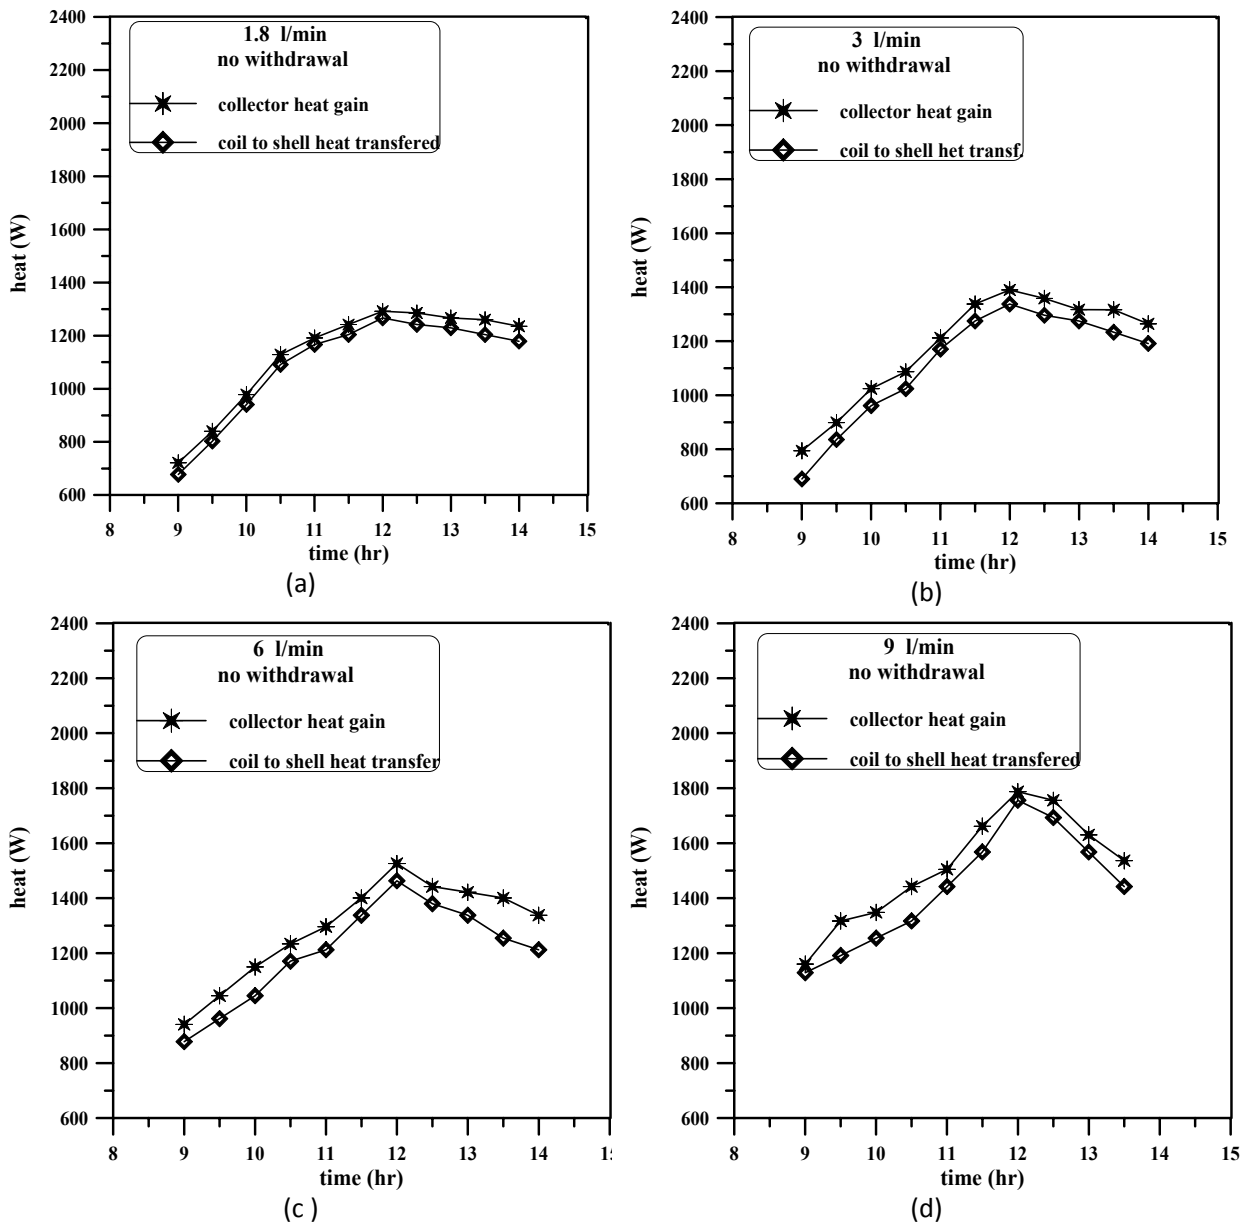 2400
2200
2000
1800
1600
1400
1200
1000
800
600
heat (W)
1.8 l/min
no withdrawal
collector heat gain
coil to shell heat transfered
8 9 10 11 12 13 14 15
time (hr)
(a)
2400
2200
2000
1800
1600
1400
1200
1000
800
600
heat (W)
3 l/min
no withdrawal
collector heat gain
coil to shell het transf.
8 9 10 11 12 13 14 15
time (hr)
(b)
2400
2200
2000
1800
1600
1400
1200
1000
800
600
heat (W)
6 l/min
no withdrawal
collector heat gain
coil to shell heat transfer
8 9 10 11 12 13 14 15
time (hr)
(c )
2400
2200
2000
1800
1600
1400
1200
1000
800
600
heat (W)
9 l/min
no withdrawal
collector heat gain
coil to shell heat transfered
8 9 10 11 12 13 14 15
time (hr)
(d)